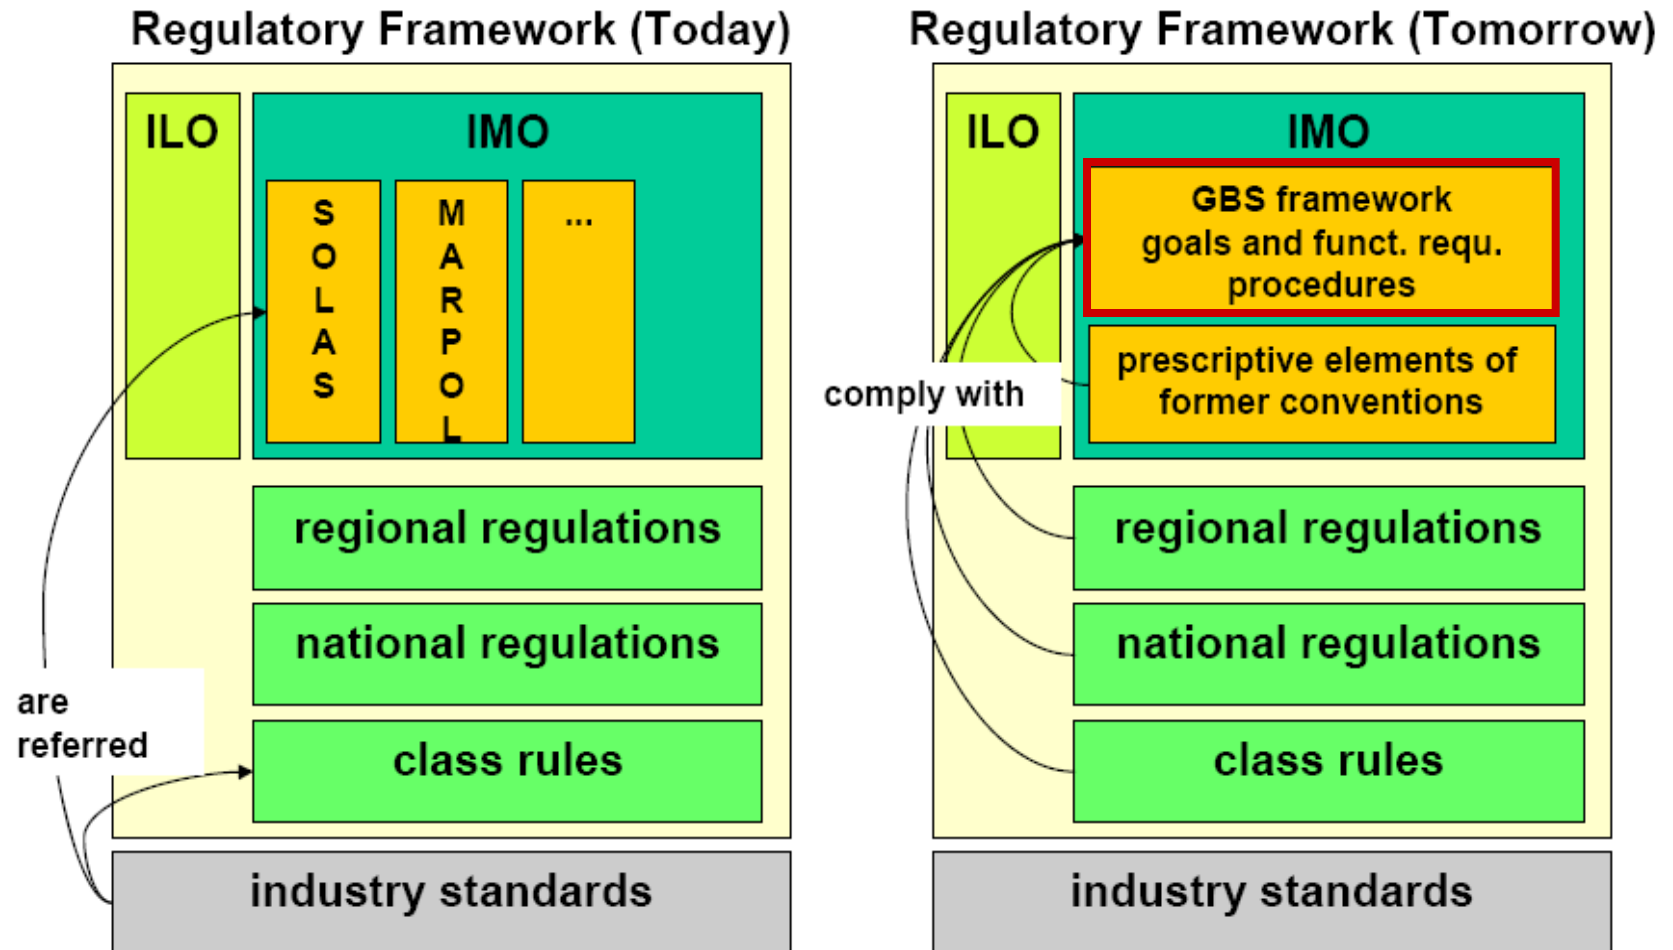 Regulatory Framework (Today)
ILO
IMO
S
O
L
A
S
M
A
R
P
O
L
...
regional regulations
national regulations
class rules
are
referred
industry standards
Regulatory Framework (Tomorrow)
ILO
IMO
GBS framework
goals and funct. requ.
procedures
prescriptive elements of
former conventions
comply with
regional regulations
national regulations
class rules
industry standards